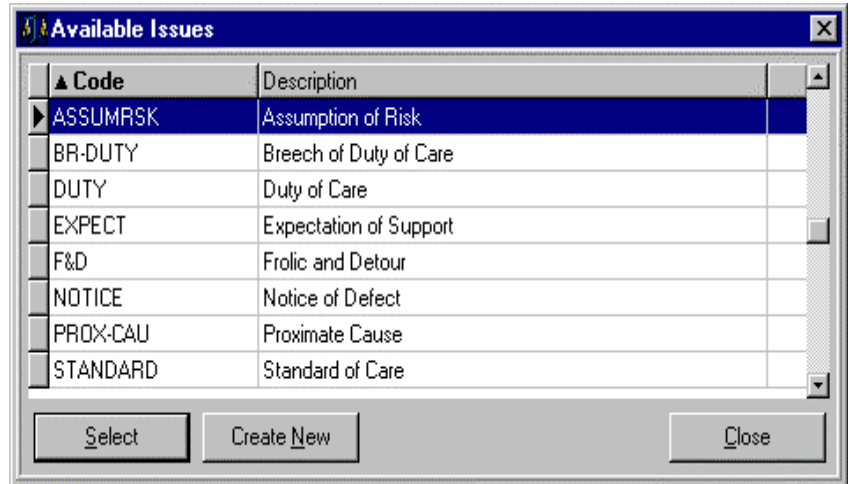 Available Issues
▲ Code Description
ASSUMRSK Assumption of Risk
BR-DUTY Breech of Duty of Care
DUTY Duty of Care
EXPECT Expectation of Support
F&D Frolic and Detour
NOTICE Notice of Defect
PROX-CAU Proximate Cause
STANDARD Standard of Care
Select Create New Close